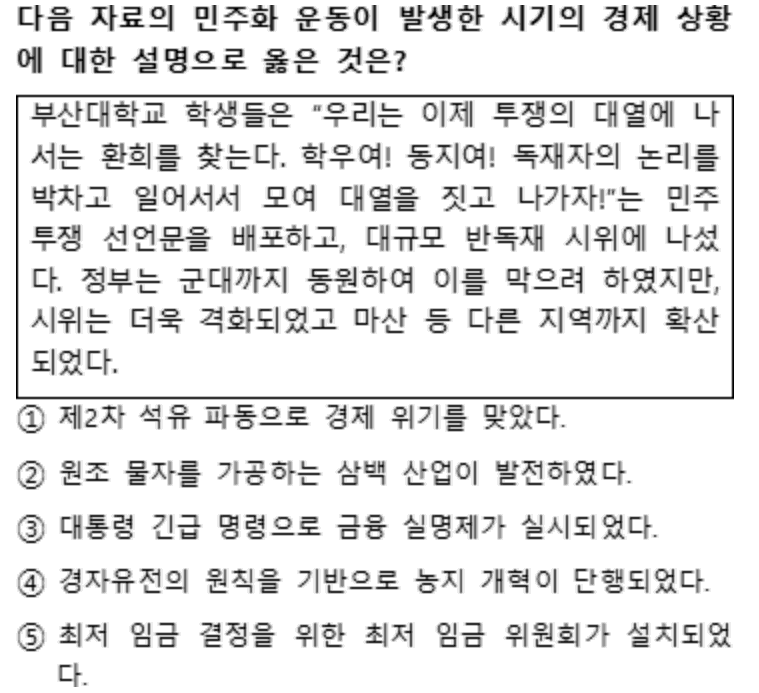 다음 자료의 민주화 운동이 발생한 시기의 경제 상황
에 대한 설명으로 옳은 것은?
부산대학교 학생들은 “우리는 이제 투쟁의 대열에 나
서는 환희를 찾는다. 학우여! 동지여! 독재자의 논리를
박차고 일어서서 모여 대열을 짓고 나가자!”는 민주
투쟁 선언문을 배포하고, 대규모 반독재 시위에 나섰
다. 정부는 군대까지 동원하여 이를 막으려 하였지만,
시위는 더욱 격화되었고 마산 등 다른 지역까지 확산
되었다.
① 제2차 석유 파동으로 경제 위기를 맞았다.
② 원조 물자를 가공하는 삼백 산업이 발전하였다.
③ 대통령 긴급 명령으로 금융 실명제가 실시되었다.
④ 경자유전의 원칙을 기반으로 농지 개혁이 단행되었다.
⑤ 최저 임금 결정을 위한 최저 임금 위원회가 설치되었
다.